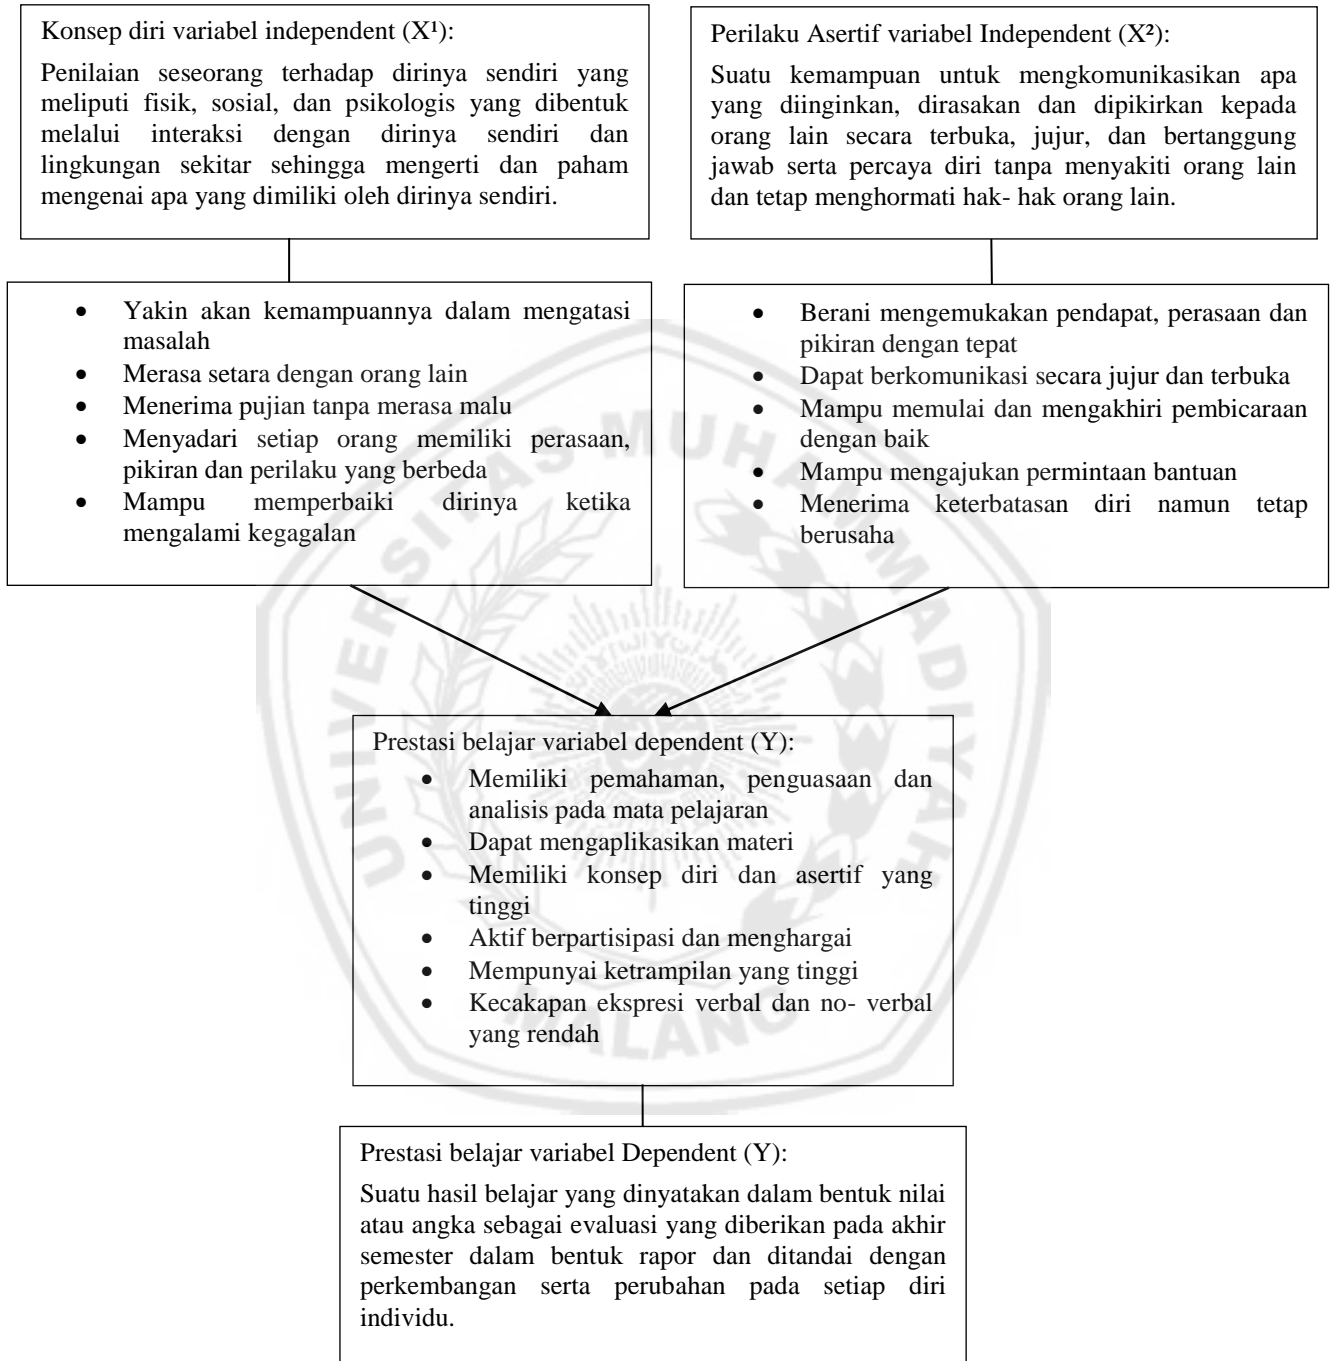 Konsep diri variabel independent (X¹):
Penilaian seseorang terhadap dirinya sendiri yang
meliputi fisik, sosial, dan psikologis yang dibentuk
melalui interaksi dengan dirinya sendiri dan
lingkungan sekitar sehingga mengerti dan paham
mengenai apa yang dimiliki oleh dirinya sendiri.
Perilaku Asertif variabel Independent (X²):
Suatu kemampuan untuk mengkomunikasikan apa
yang diinginkan, dirasakan dan dipikirkan kepada
orang lain secara terbuka, jujur, dan bertanggung
jawab serta percaya diri tanpa menyakiti orang lain
dan tetap menghormati hak- hak orang lain.
• Yakin akan kemampuannya dalam mengatasi
masalah
• Merasa setara dengan orang lain
• Menerima pujian tanpa merasa malu
• Menyadari setiap orang memiliki perasaan,
pikiran dan perilaku yang berbeda
• Mampu memperbaiki dirinya ketika
mengalami kegagalan
• Berani mengemukakan pendapat, perasaan dan
pikiran dengan tepat
• Dapat berkomunikasi secara jujur dan terbuka
• Mampu memulai dan mengakhiri pembicaraan
dengan baik
• Mampu mengajukan permintaan bantuan
• Menerima keterbatasan diri namun tetap
berusaha
Prestasi belajar variabel dependent (Y):
• Memiliki pemahaman, penguasaan dan
analisis pada mata pelajaran
• Dapat mengaplikasikan materi
• Memiliki konsep diri dan asertif yang
tinggi
• Aktif berpartisipasi dan menghargai
• Mempunyai ketrampilan yang tinggi
• Kecakapan ekspresi verbal dan no- verbal
yang rendah
Prestasi belajar variabel Dependent (Y):
Suatu hasil belajar yang dinyatakan dalam bentuk nilai
atau angka sebagai evaluasi yang diberikan pada akhir
semester dalam bentuk rapor dan ditandai dengan
perkembangan serta perubahan pada setiap diri
individu.
UNIVERSITAS MUHAMMADIYAH
MALANG